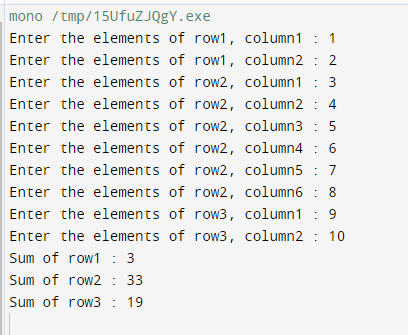 mono /tmp/15UfuZJQgY.exe
Enter the elements of row1, column1 : 1
Enter the elements of row1, column2 : 2
Enter the elements of row2, column1 : 3
Enter the elements of row2, column2 : 4
Enter the elements of row2, column3 : 5
Enter the elements of row2, column4 : 6
Enter the elements of row2, column5 : 7
Enter the elements of row2, column6 : 8
Enter the elements of row3, column1 : 9
Enter the elements of row3, column2 : 10
Sum of row1 : 3
Sum of row2 : 33
Sum of row3 : 19